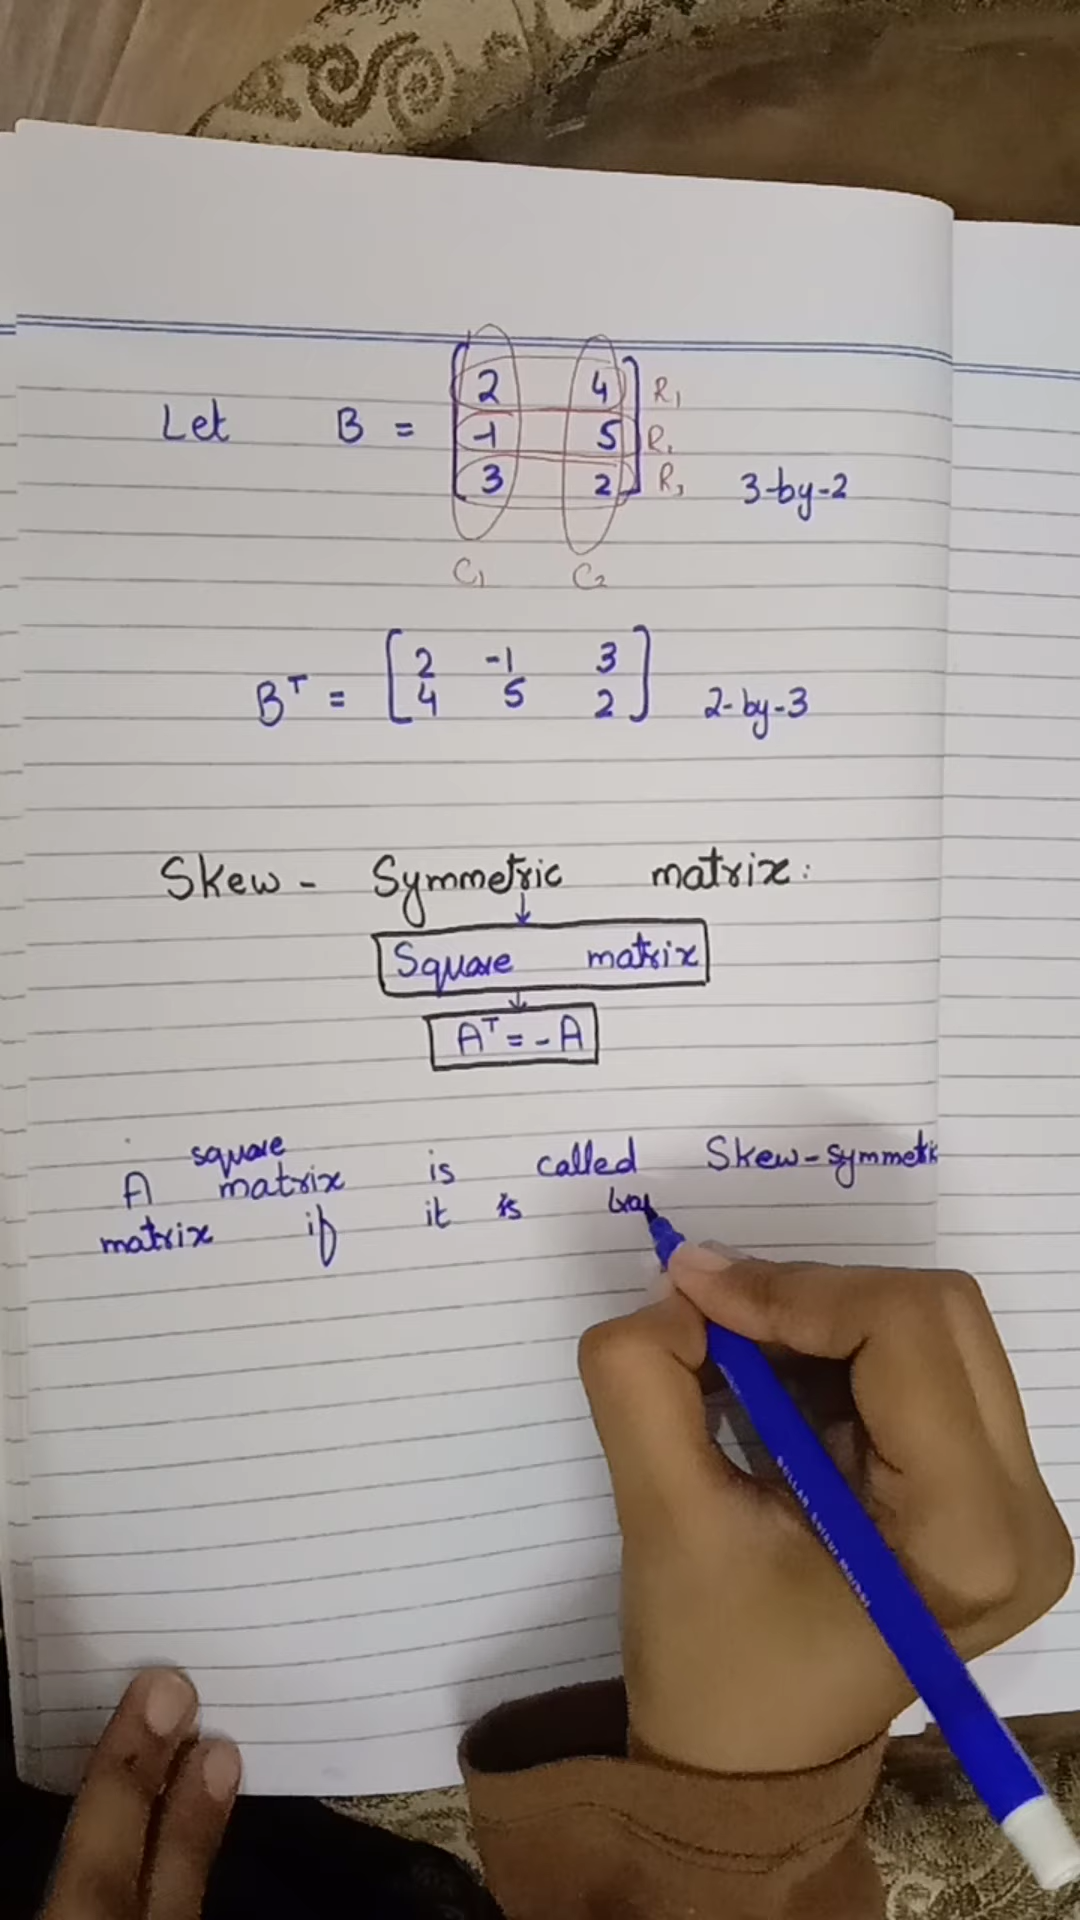 2 4 R1
Let B = -1 5 R2
3 2 R3 3-by-2
C1 C2
2 -1 3
B^T = 4 5 2 2-by-3
Skew - Symmetric matrix:
Square matrix
A^T = - A
square
A matrix is called Skew-symmetric
matrix if it is
DOLLAR